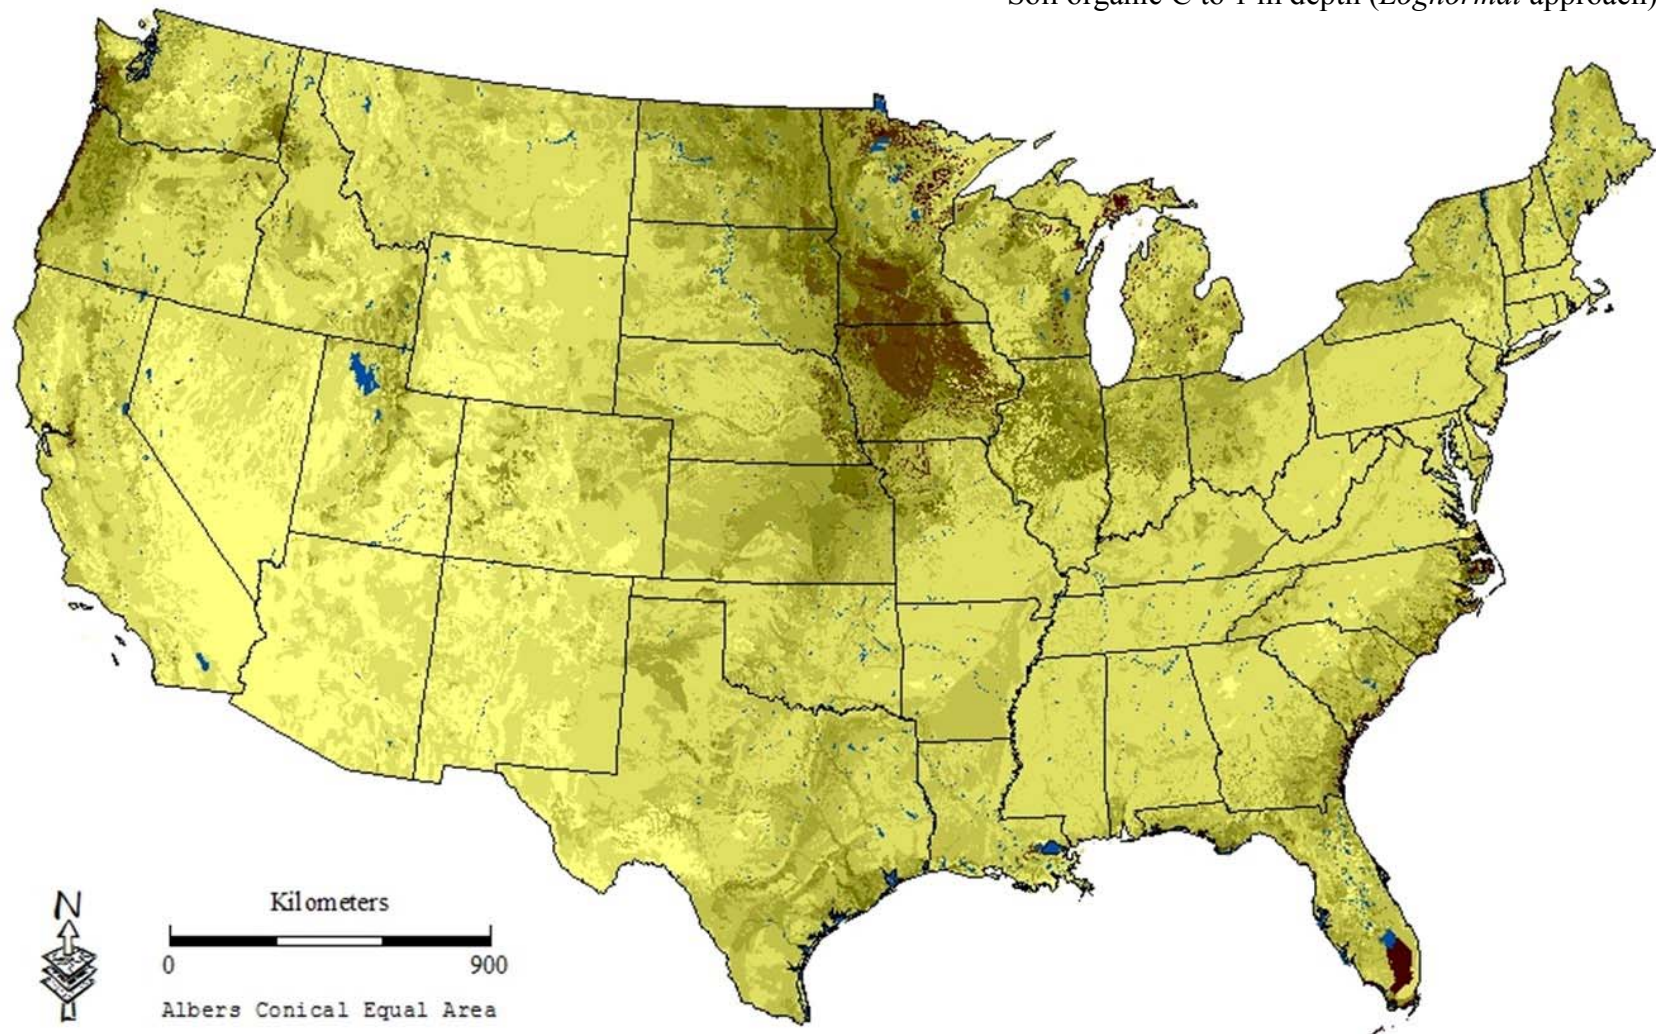 Soil organic C to 1 m depth (Lognormal approach)
N
Kilometers
0 900
Albers Conical Equal Area